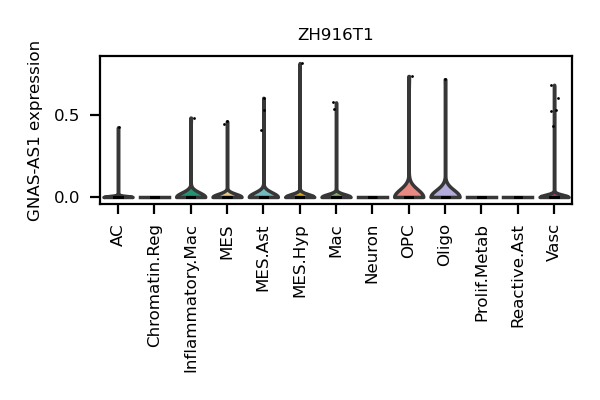 ZH916T1
GNAS-AS1 expression
0.5
0.0
AC
Chromatin.Reg
Inflammatory.Mac
MES
MES.Ast
MES.Hyp
Mac
Neuron
OPC
Oligo
Prolif.Metab
Reactive.Ast
Vasc